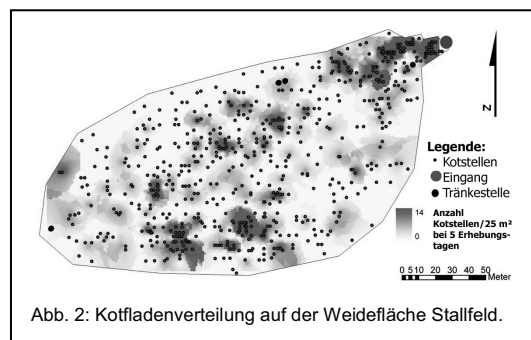 N
Legende:
Kotstellen
Eingang
Tränkestelle
14
0
Anzahl
Kotstellen/25 m²
bei 5 Erhebungs-
tagen
0 5 10 20 30 40 50
Meter
Abb. 2: Kotfladenverteilung auf der Weidefläche Stallfeld.